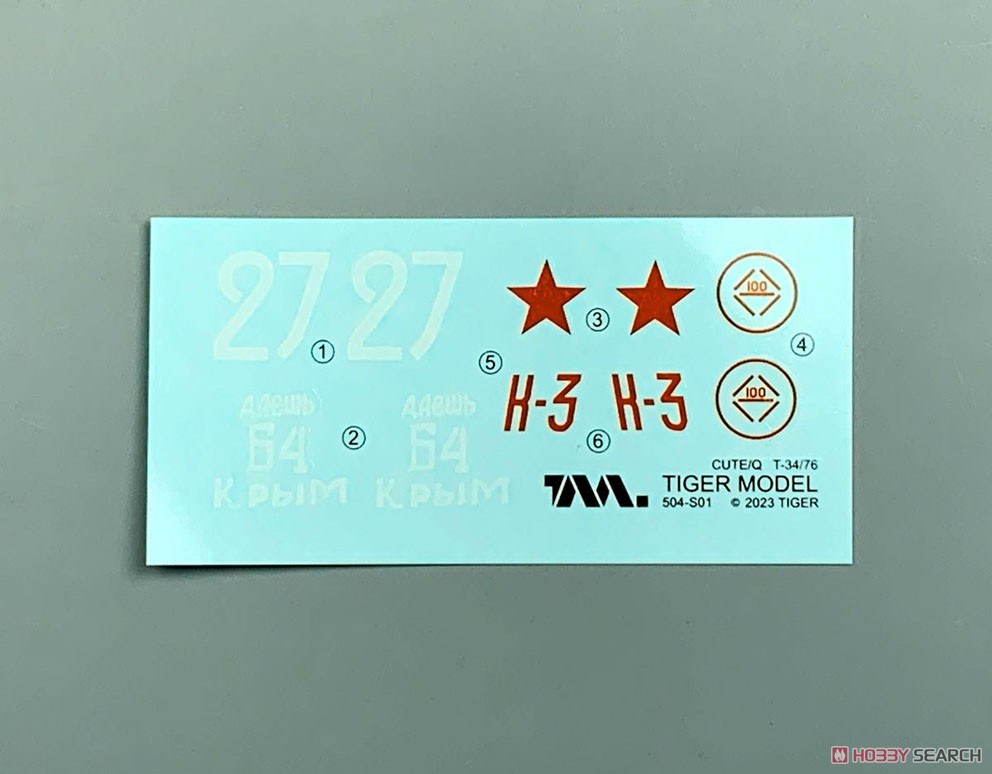 27 27
1
3
100
4
5
100
К-3 К-3
6
даешь даешь
64 64
2
Крым Крым
CUTE/Q T-34/76
TM.
TIGER MODEL
504-S01 © 2023 TIGER
HOBBY SEARCH